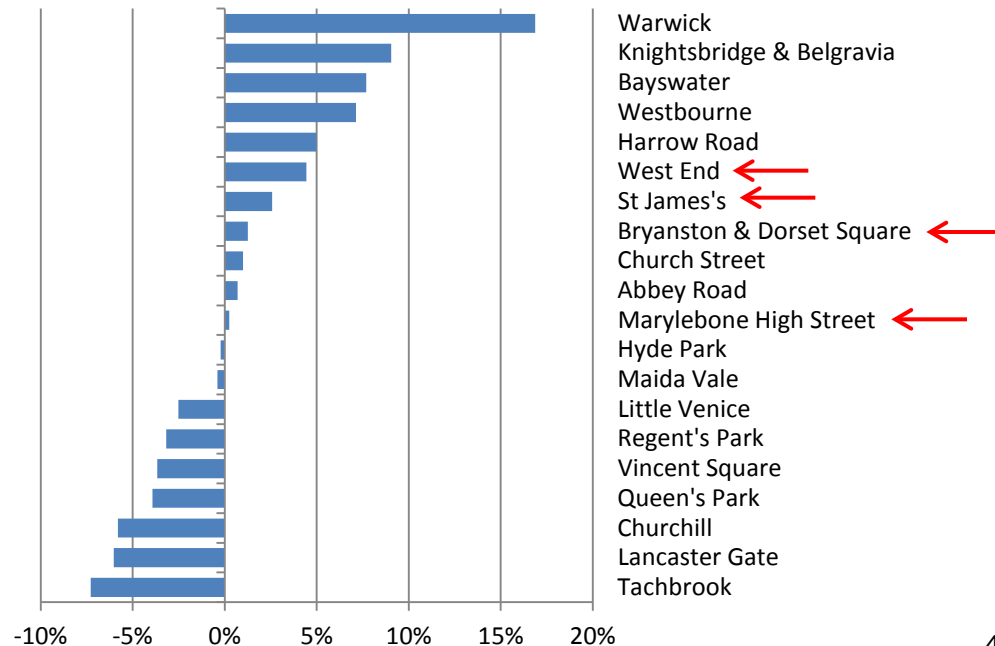 Warwick
Knightsbridge & Belgravia
Bayswater
Westbourne
Harrow Road
West End
St James's
Bryanston & Dorset Square
Church Street
Abbey Road
Marylebone High Street
Hyde Park
Maida Vale
Little Venice
Regent's Park
Vincent Square
Queen's Park
Churchill
Lancaster Gate
Tachbrook
-10% -5% 0% 5% 10% 15% 20%